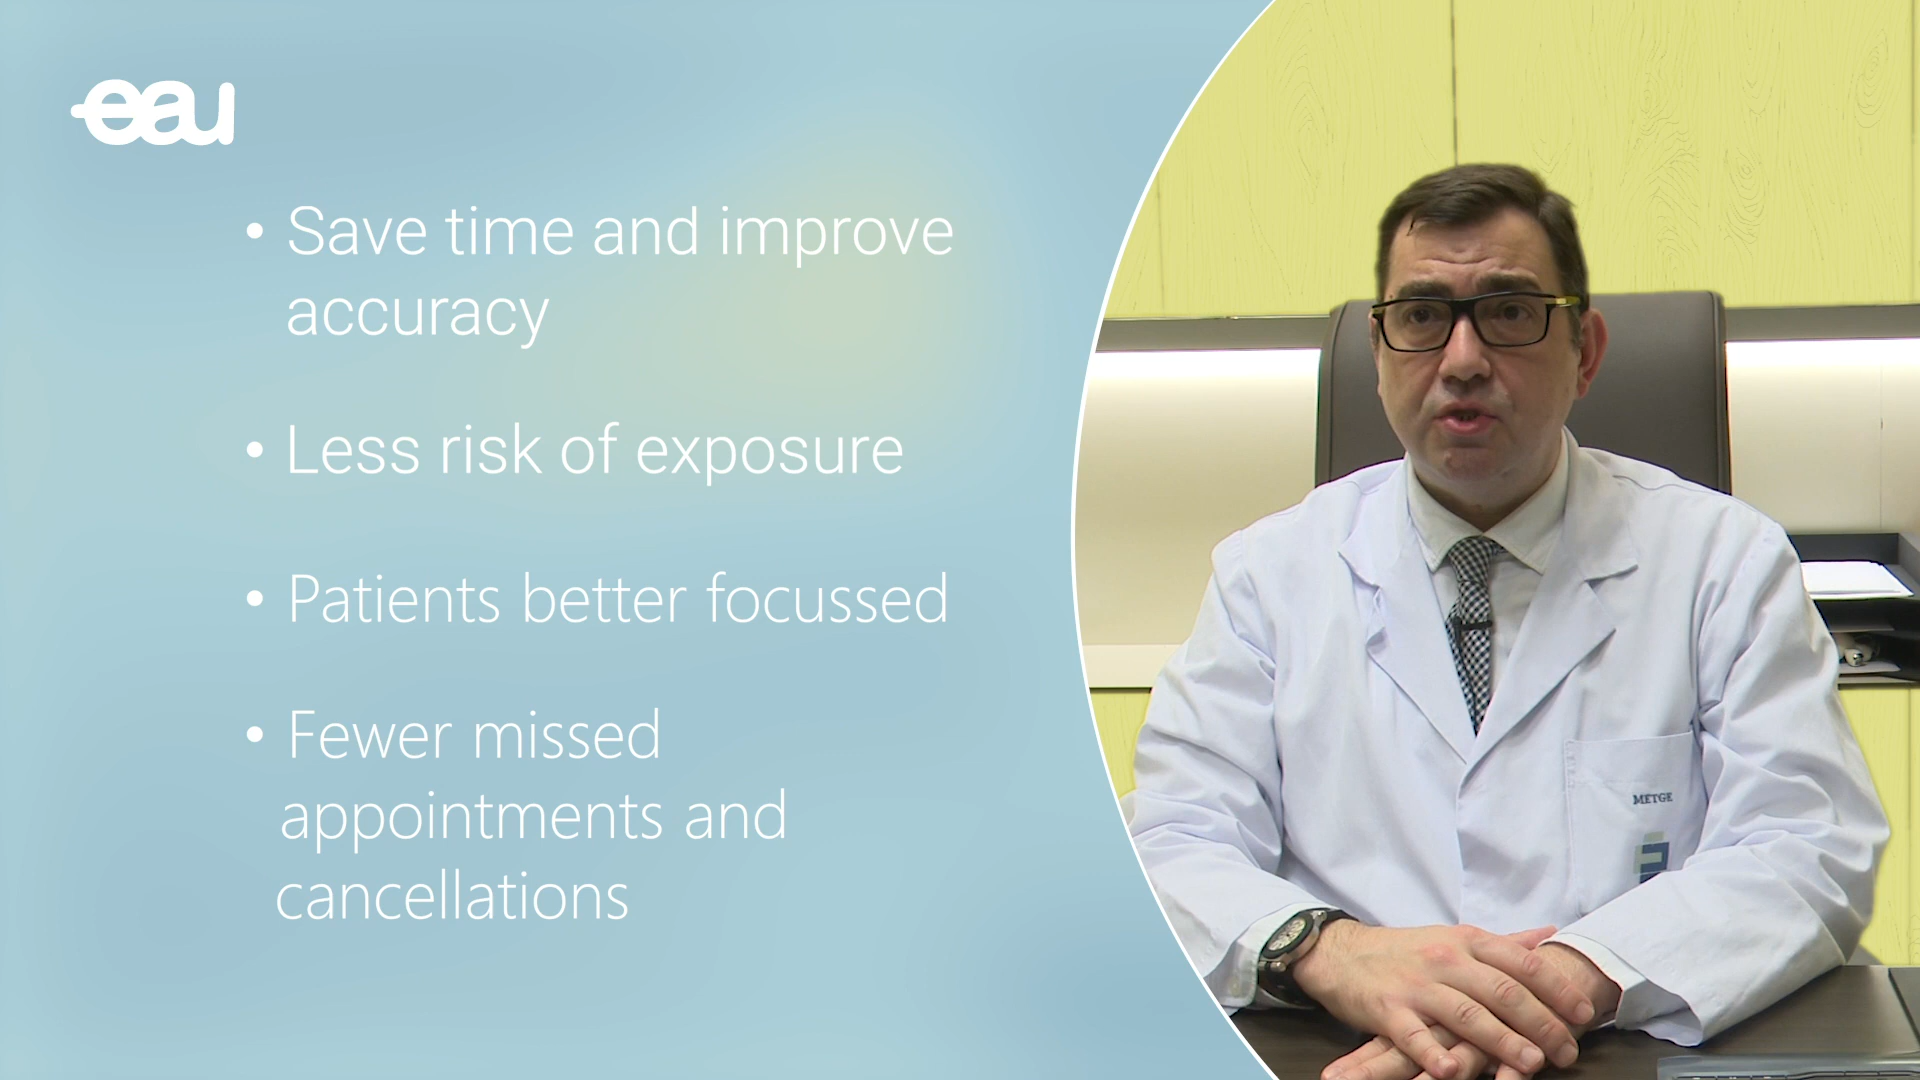 eau
• Save time and improve
accuracy
• Less risk of exposure
• Patients better focussed
• Fewer missed
appointments and
cancellations
METGE